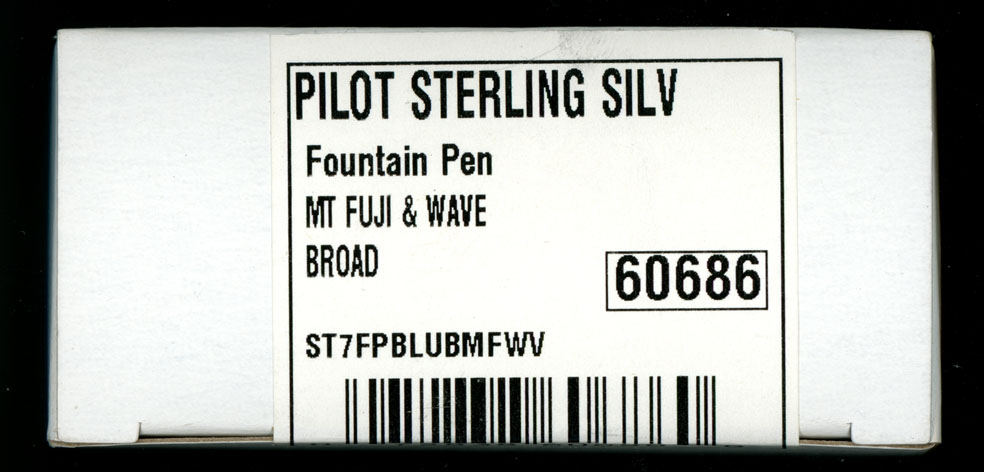 PILOT STERLING SILV
Fountain Pen
MT FUJI & WAVE
BROAD
60686
ST7FPBLUBMFWV